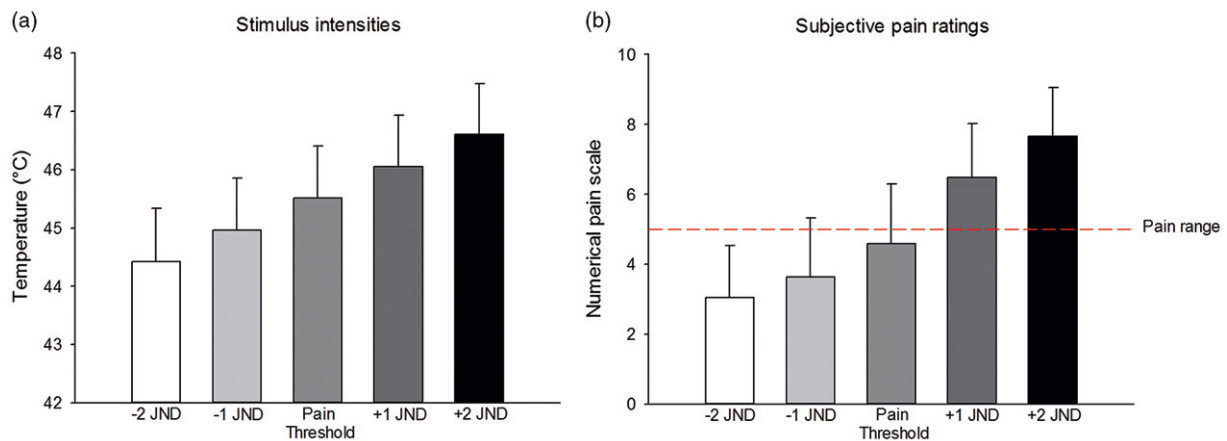 (a)
Stimulus intensities
48
47
46
45
44
43
42
Temperature (°C)
-2 JND
-1 JND
Pain
Threshold
+1 JND
+2 JND
(b)
Subjective pain ratings
10
8
6
4
2
0
Numerical pain scale
Pain range
-2 JND
-1 JND
Pain
Threshold
+1 JND
+2 JND